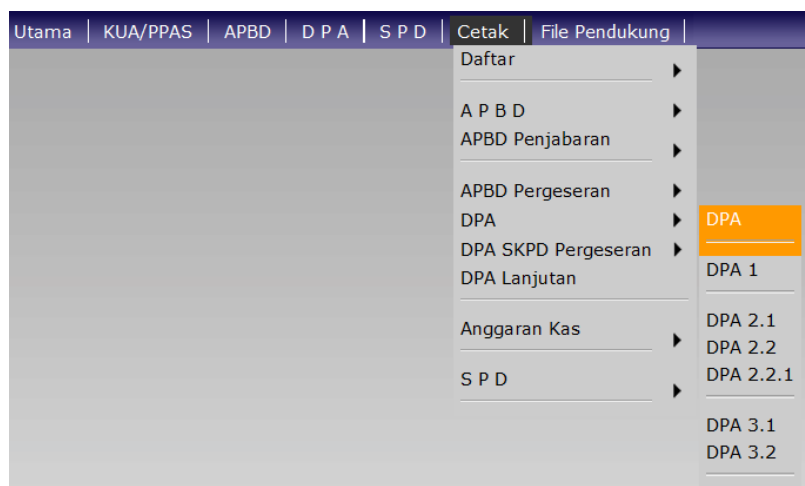 Utama | KUA/PPAS | APBD | D P A | S P D | Cetak | File Pendukung |
Daftar
A P B D
APBD Penjabaran
APBD Pergeseran
DPA
DPA SKPD Pergeseran
DPA Lanjutan
Anggaran Kas
S P D
DPA
DPA 1
DPA 2.1
DPA 2.2
DPA 2.2.1
DPA 3.1
DPA 3.2